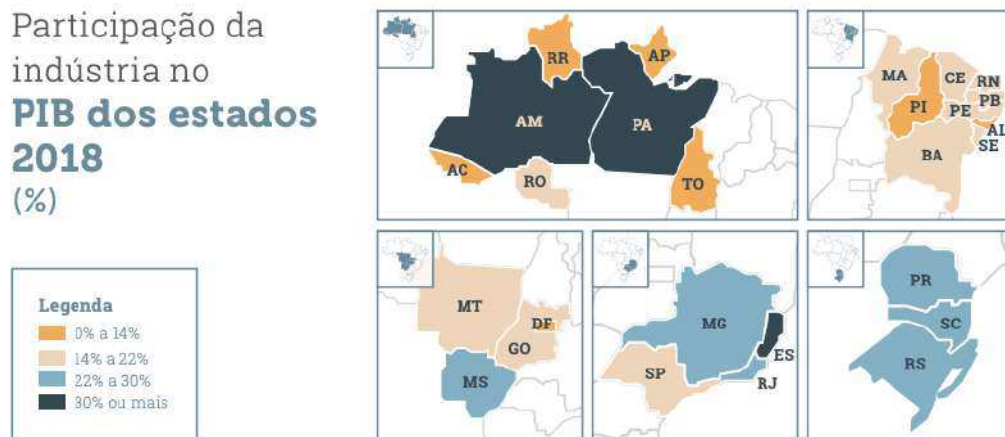 Participação da
indústria no
PIB dos estados
2018
(%)
Legenda
0% a 14%
14% a 22%
22% a 30%
30% ou mais
RR
AP
AM
PA
AC
RO
TO
MA
CE
RN
PI
PE
PB
AL
SE
BA
MT
DF
GO
MS
MG
ES
SP
RJ
PR
SC
RS